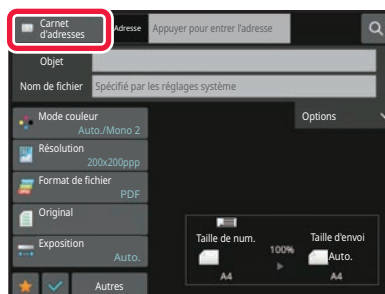 Carnet
d'adresses
Adresse
Appuyer pour entrer l'adresse
Objet
Nom de fichier
Spécifié par les réglages système
Mode couleur
Auto./Mono 2
Options
Résolution
200x200ppp
Format de fichier
PDF
Original
Exposition
Auto.
Taille de num.
100%
Taille d'envoi
Auto.
A4
A4
Autres